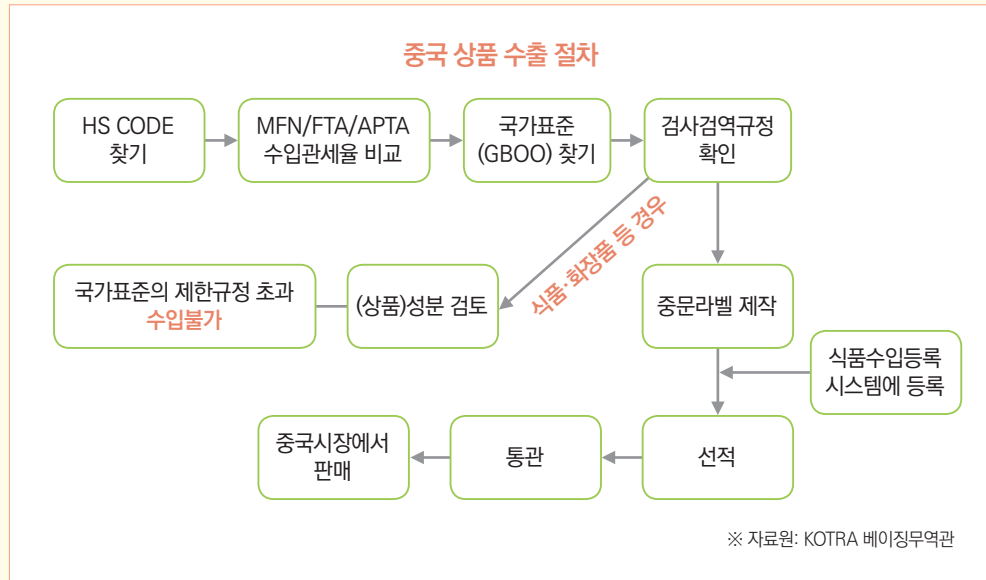 중국 상품 수출 절차
HS CODE
찾기
MFN/FTA/APTA
수입관세율 비교
국가표준
(GBOO) 찾기
검사검역규정
확인
식품·화장품 등 경우
국가표준의 제한규정 초과
수입불가
(상품)성분 검토
중문라벨 제작
식품수입등록
시스템에 등록
중국시장에서
판매
통관
선적
※ 자료원: KOTRA 베이징무역관